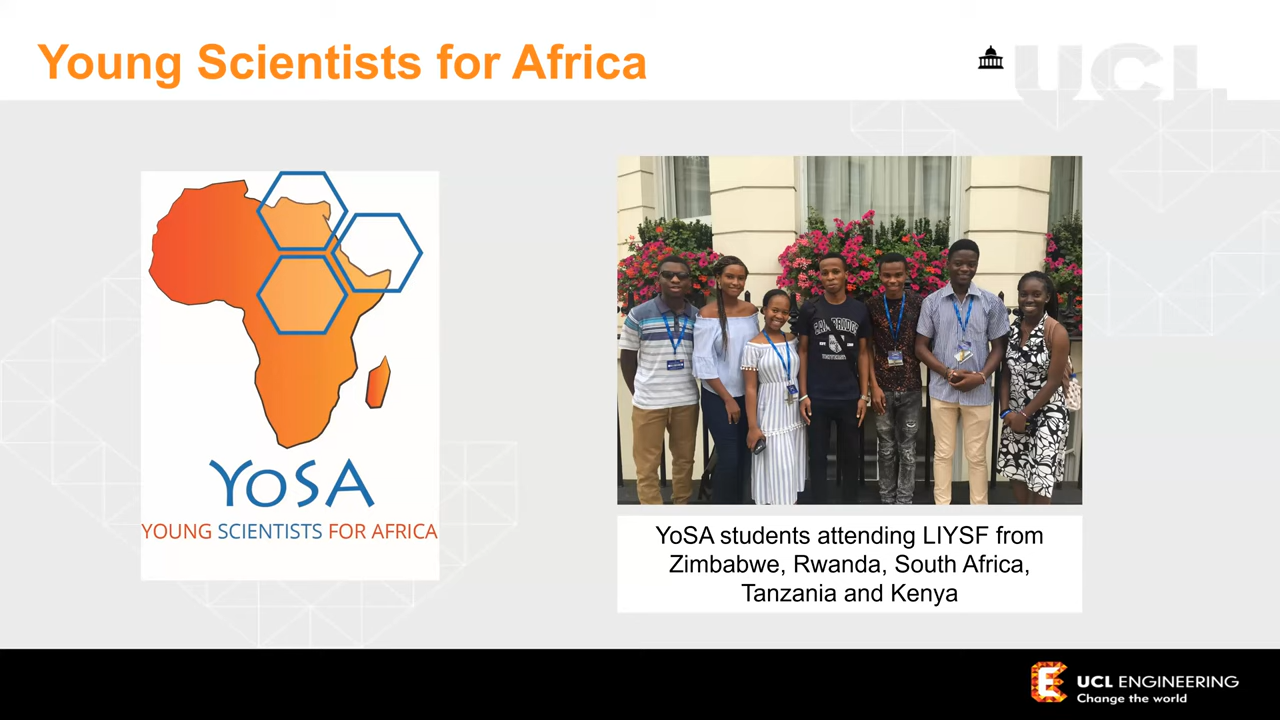 Young Scientists for Africa
UCL
YoSA
YOUNG SCIENTISTS FOR AFRICA
YoSA students attending LIYSF from
Zimbabwe, Rwanda, South Africa,
Tanzania and Kenya
UCL ENGINEERING
Change the world